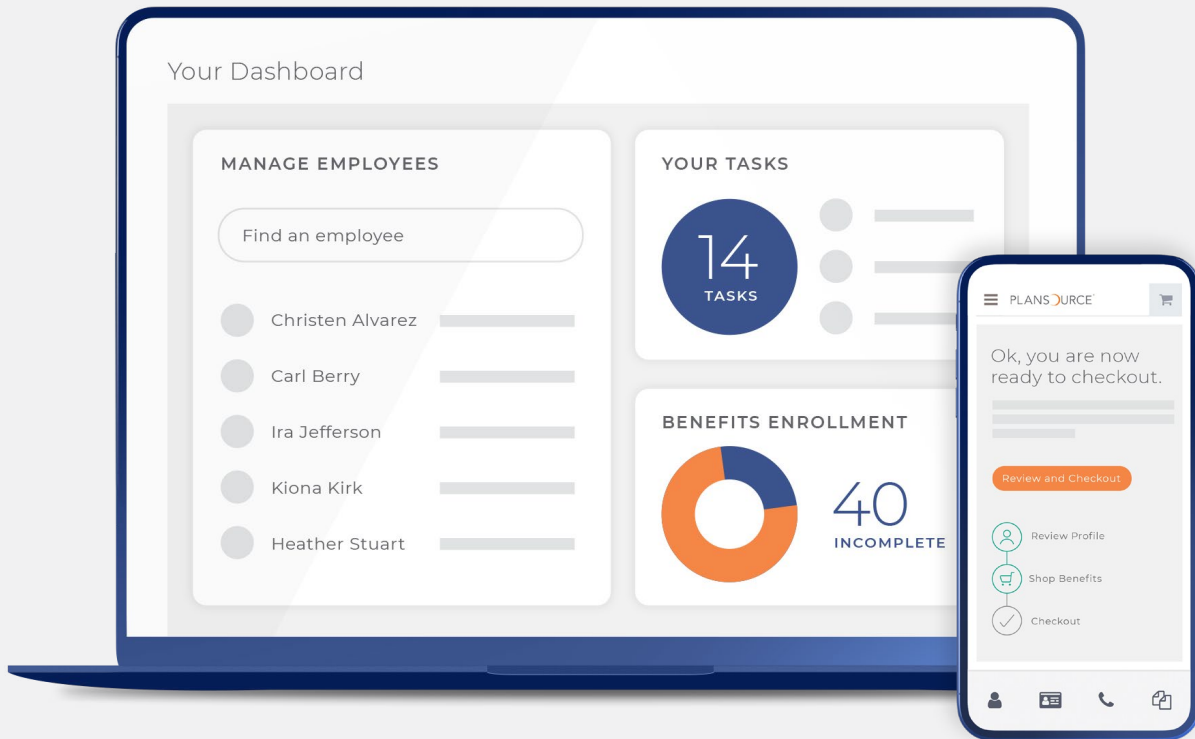 Your Dashboard
MANAGE EMPLOYEES
Find an employee
Christen Alvarez
Carl Berry
Ira Jefferson
Kiona Kirk
Heather Stuart
YOUR TASKS
14
TASKS
BENEFITS ENROLLMENT
40
INCOMPLETE
PLANSOURCE
Ok, you are now
ready to checkout.
Review and Checkout
Review Profile
Shop Benefits
Checkout